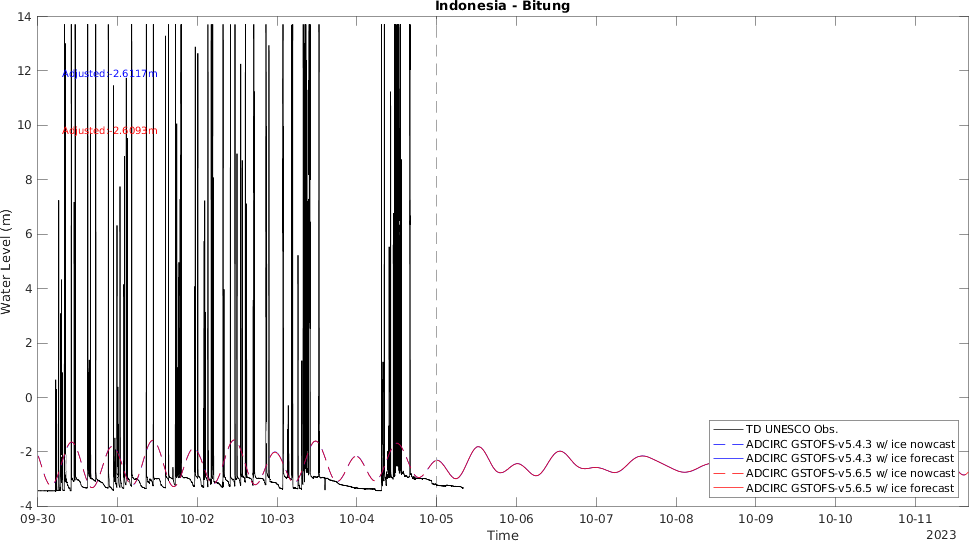 Indonesia - Bitung
14
12
10
8
6
4
2
0
-2
-4
Water Level (m)
Adjusted:-2.6117m
Adjusted:-2.6093m
TD UNESCO Obs.
ADCIRC GSTOFS-v5.4.3 w/ ice nowcast
ADCIRC GSTOFS-v5.4.3 w/ ice forecast
ADCIRC GSTOFS-v5.6.5 w/ ice nowcast
ADCIRC GSTOFS-v5.6.5 w/ ice forecast
09-30 10-01 10-02 10-03 10-04 10-05 10-06 10-07 10-08 10-09 10-10 10-11
Time
2023